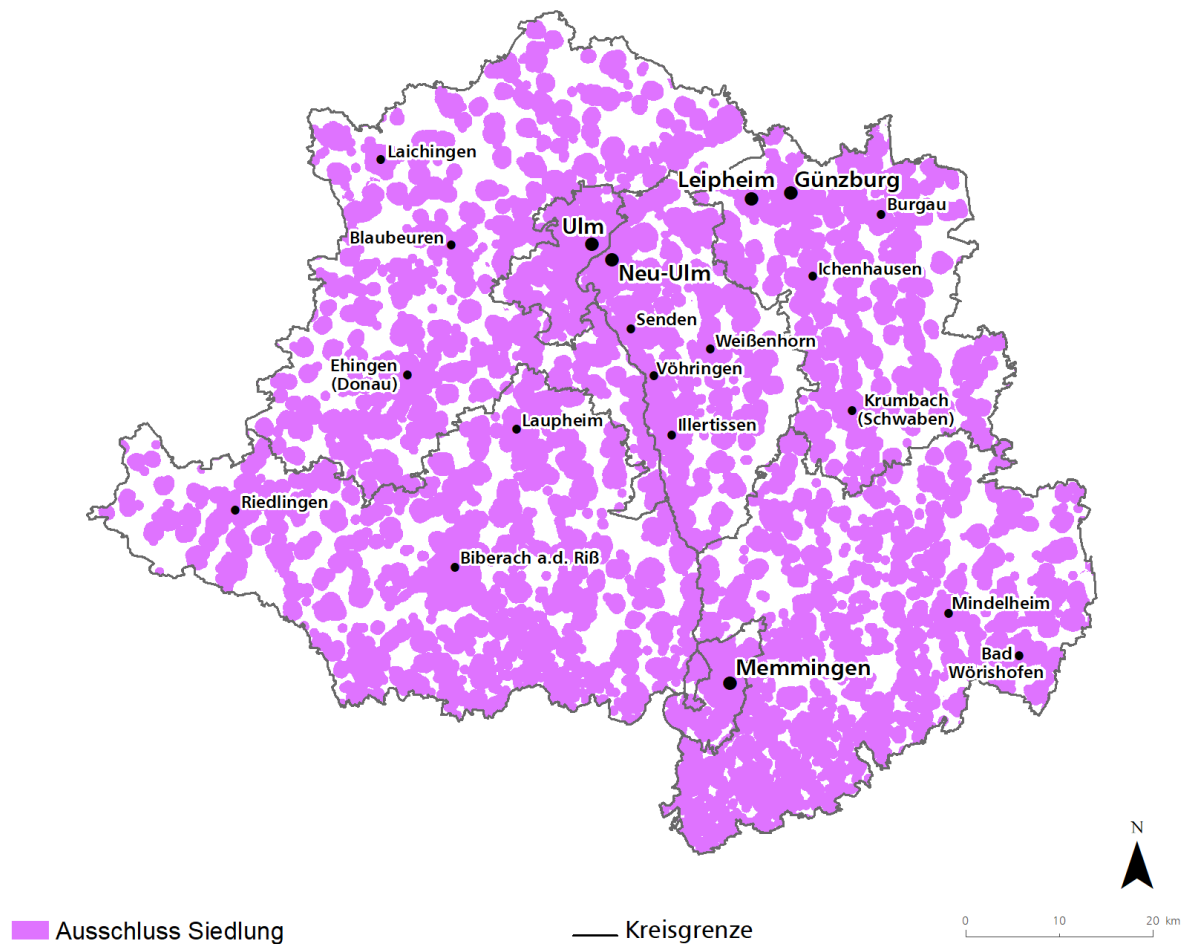 Laichingen
Leipheim
Günzburg
Burgau
Ulm
Blaubeuren
Neu-Ulm
Ichenhausen
Senden
Weißenhorn
Ehingen
(Donau)
Vöhringen
Krumbach
(Schwaben)
Laupheim
Illertissen
Riedlingen
Biberach a.d. Riß
Mindelheim
Bad
Wörishofen
Memmingen
N
Ausschluss Siedlung
Kreisgrenze
0 10 20 km